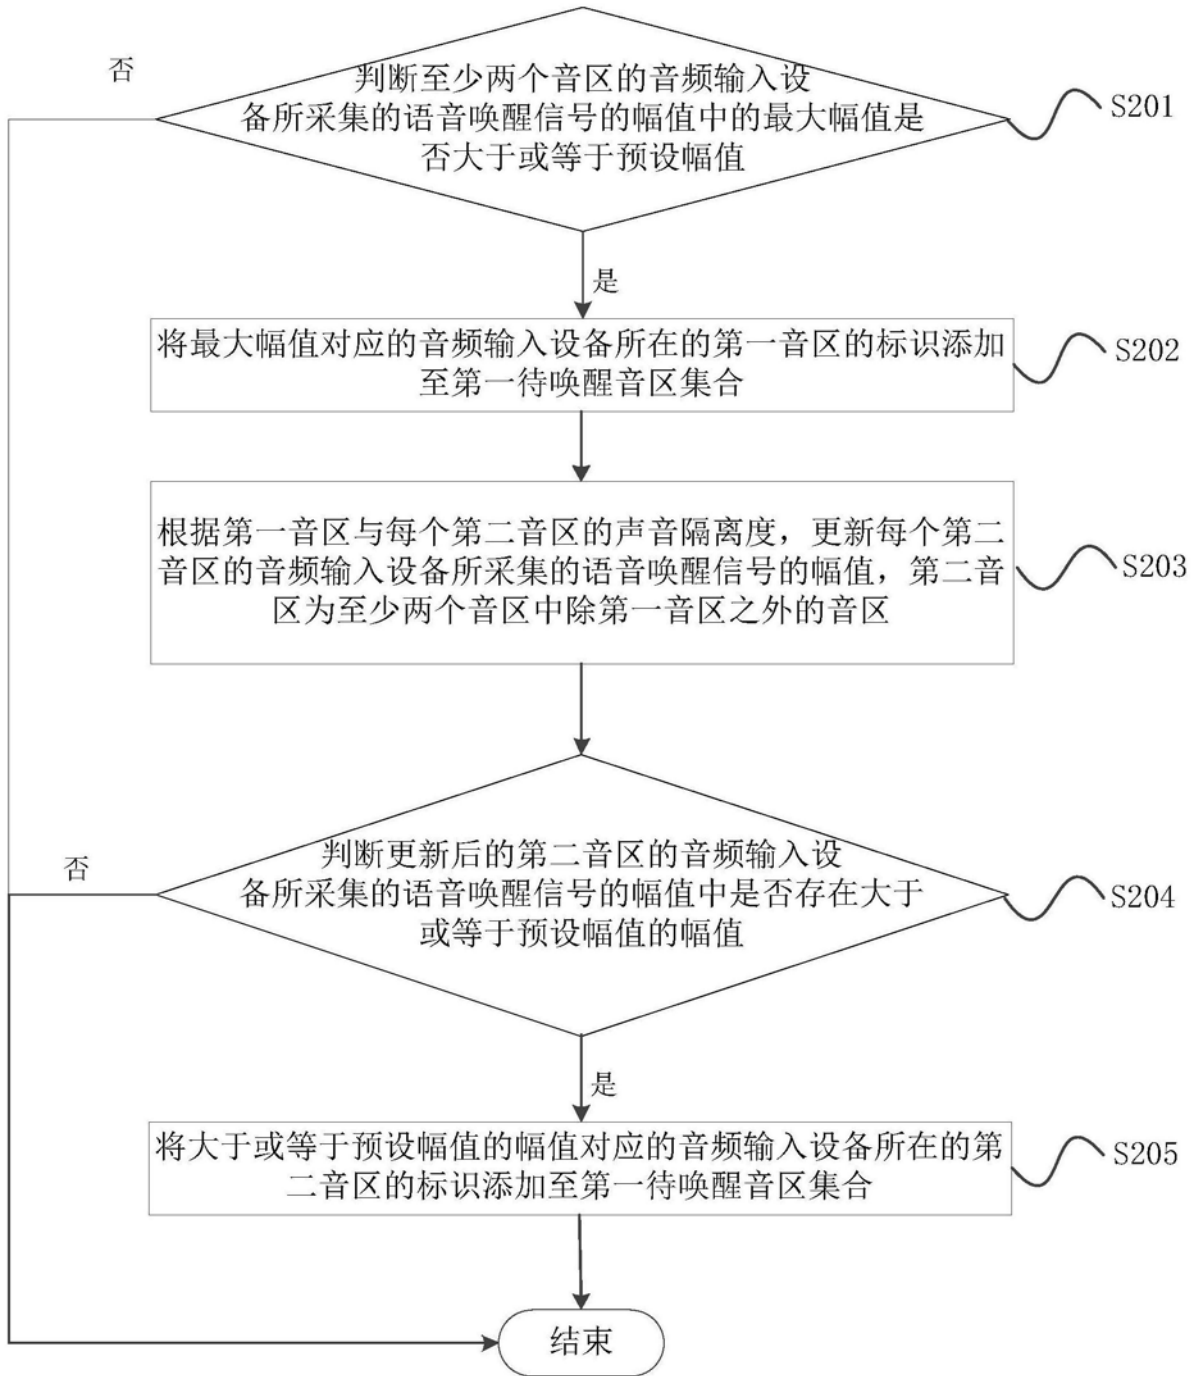 否
判断至少两个音区的音频输入设
备所采集的语音唤醒信号的幅值中的最大幅值是
否大于或等于预设幅值
S201
是
将最大幅值对应的音频输入设备所在的第一音区的标识添加
至第一待唤醒音区集合
S202
根据第一音区与每个第二音区的声音隔离度，更新每个第二
音区的音频输入设备所采集的语音唤醒信号的幅值，第二音
区为至少两个音区中除第一音区之外的音区
S203
否
判断更新后的第二音区的音频输入设
备所采集的语音唤醒信号的幅值中是否存在大于
或等于预设幅值的幅值
S204
是
将大于或等于预设幅值的幅值对应的音频输入设备所在的第
二音区的标识添加至第一待唤醒音区集合
S205
结束